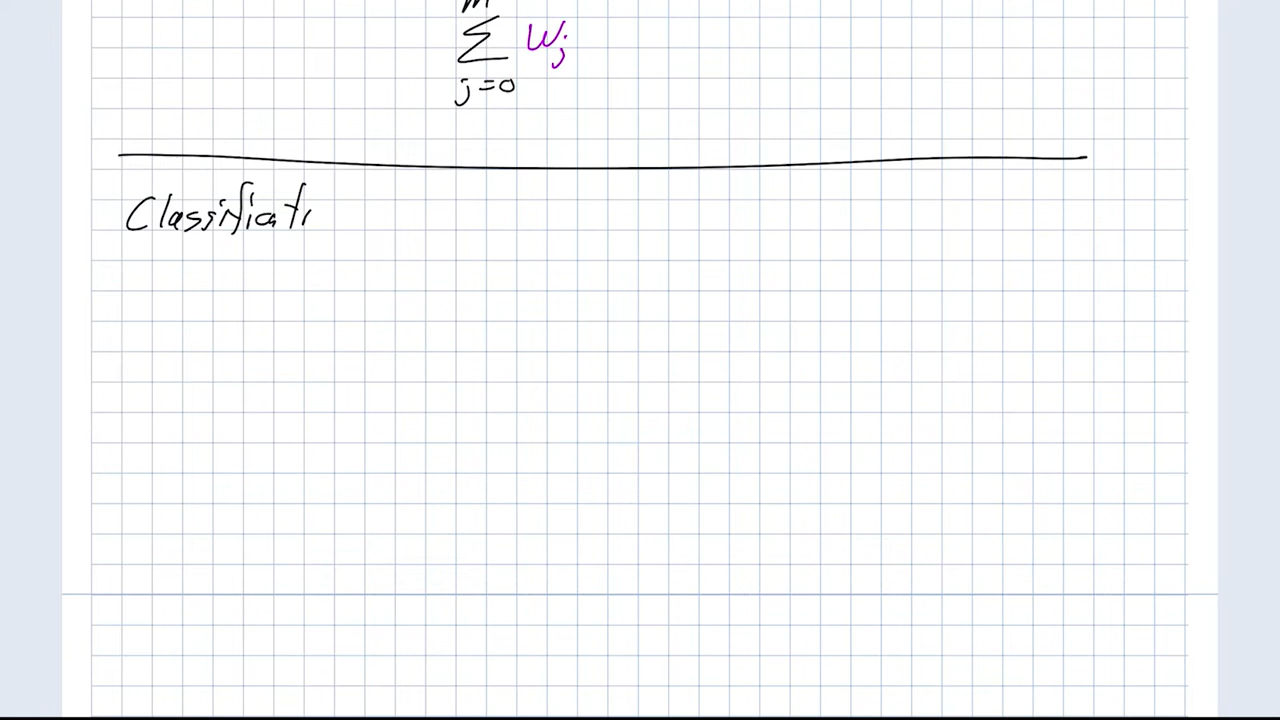 m
∑ Wj
j=0
Classificati